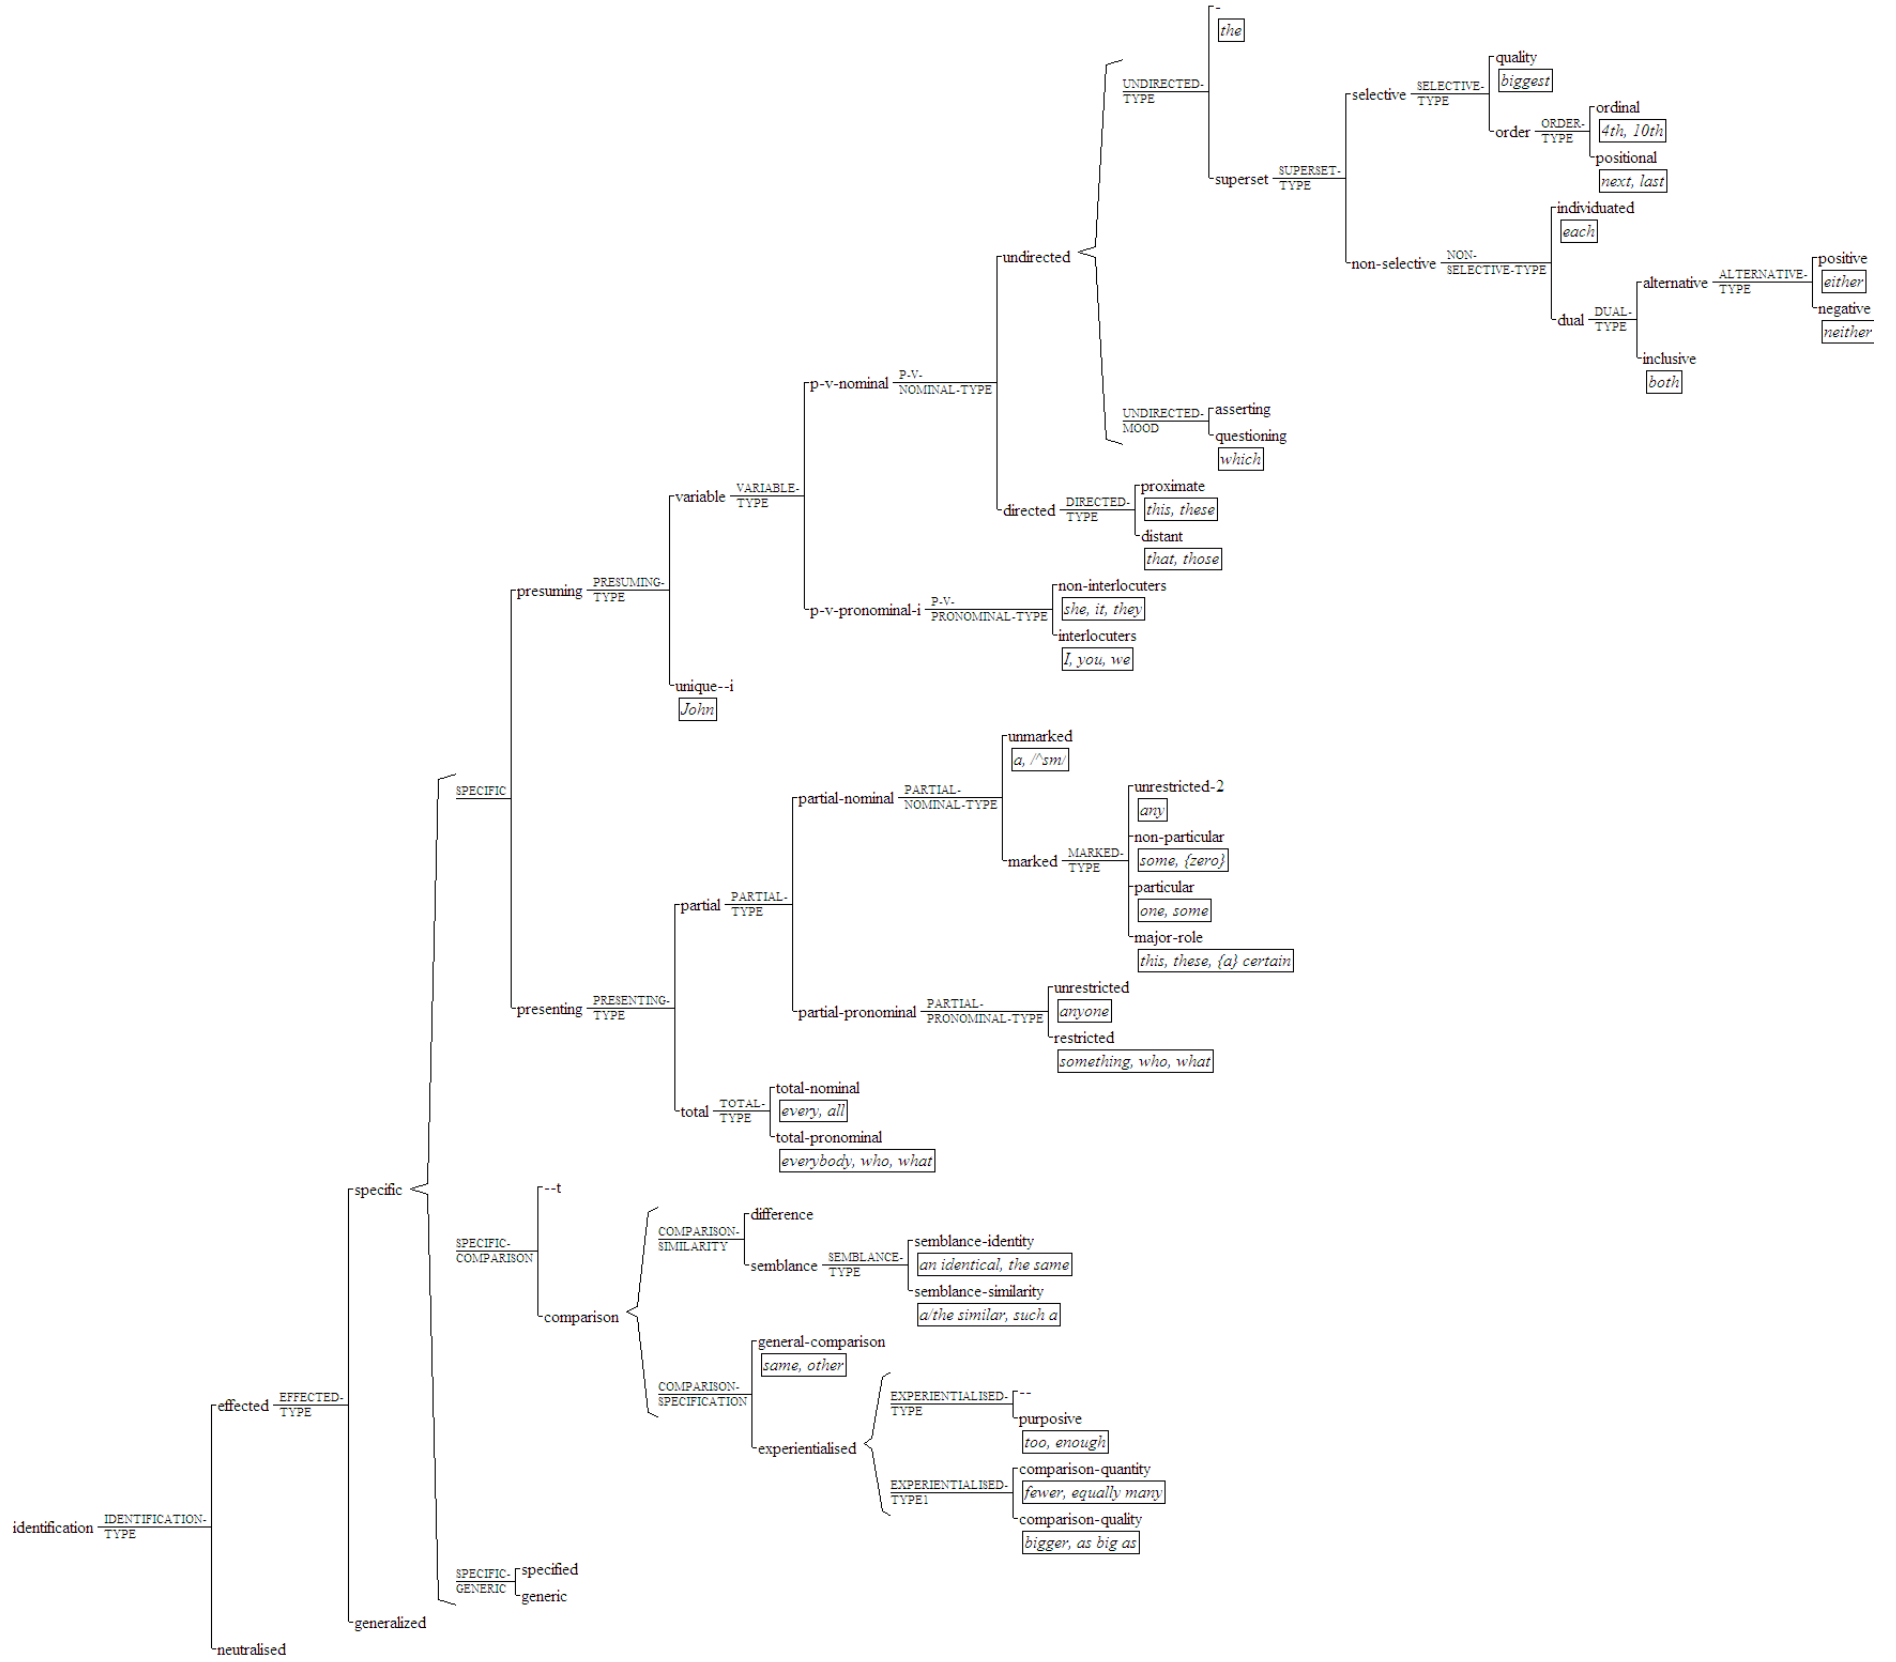 -
the
UNDIRECTED-
TYPE
quality
biggest
selective
SELECTIVE-
TYPE
ordinal
4th, 10th
order
ORDER-
TYPE
positional
next, last
superset
SUPERSET-
TYPE
individuated
each
non-selective
NON-
SELECTIVE-TYPE
positive
either
alternative
ALTERNATIVE-
TYPE
negative
neither
dual
DUAL-
TYPE
inclusive
both
undirected
p-v-nominal
P-V-
NOMINAL-TYPE
UNDIRECTED-
MOOD
asserting
questioning
which
variable
VARIABLE-
TYPE
directed
DIRECTED-
TYPE
proximate
this, these
distant
that, those
presuming
PRESUMING-
TYPE
p-v-pronominal-i
P-V-
PRONOMINAL-TYPE
non-interlocuters
she, it, they
interlocuters
I, you, we
unique--i
John
SPECIFIC
unmarked
a, /^sm/
partial-nominal
PARTIAL-
NOMINAL-TYPE
unrestricted-2
any
non-particular
some, {zero}
marked
MARKED-
TYPE
particular
one, some
major-role
this, these, {a} certain
partial
PARTIAL-
TYPE
presenting
PRESENTING-
TYPE
partial-pronominal
PARTIAL-
PRONOMINAL-TYPE
unrestricted
anyone
restricted
something, who, what
total
TOTAL-
TYPE
total-nominal
every, all
total-pronominal
everybody, who, what
specific
--t
SPECIFIC-
COMPARISON
COMPARISON-
SIMILARITY
difference
semblance
SEMBLANCE-
TYPE
semblance-identity
an identical, the same
semblance-similarity
a/the similar, such a
comparison
general-comparison
same, other
COMPARISON-
SPECIFICATION
EXPERIENTIALISED-
TYPE
--
purposive
too, enough
experientialised
EXPERIENTIALISED-
TYPE1
comparison-quantity
fewer, equally many
comparison-quality
bigger, as big as
effected
EFFECTED-
TYPE
identification
IDENTIFICATION-
TYPE
SPECIFIC-
GENERIC
specified
generic
generalized
neutralised